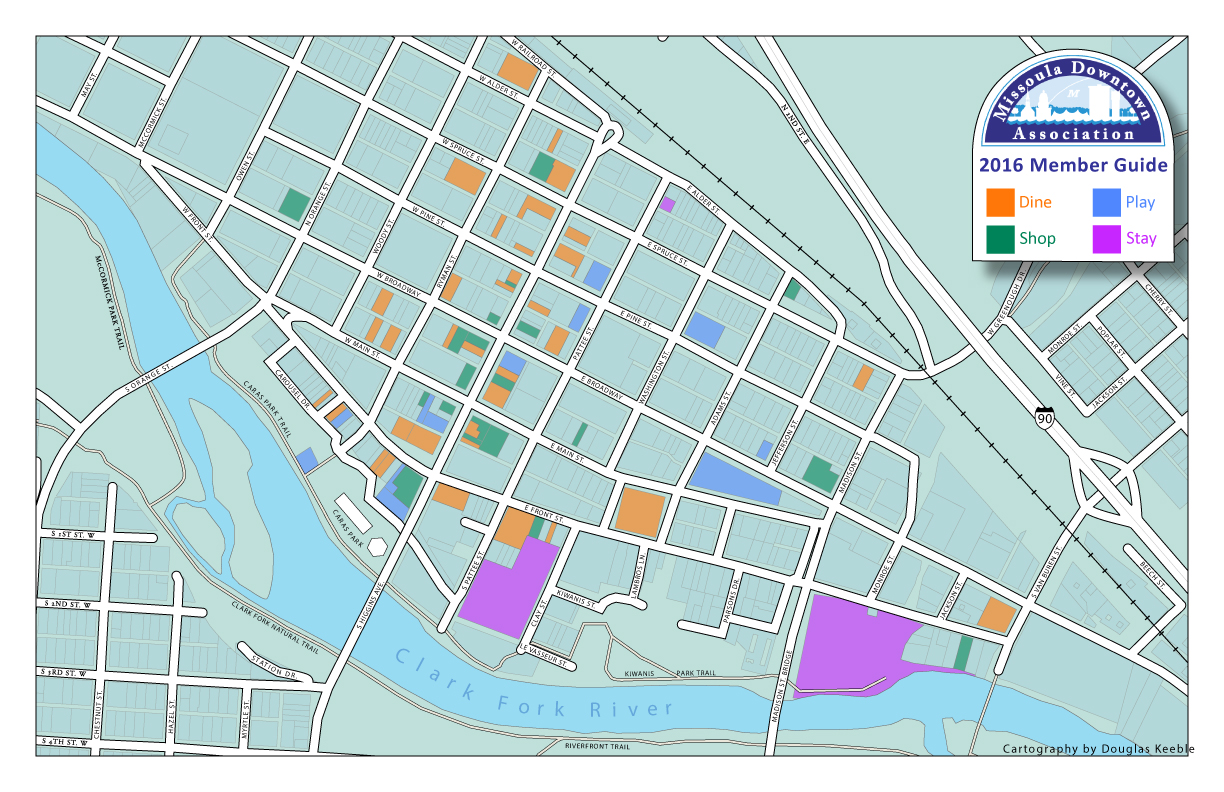 Missoula Downtown
M
Association
2016 Member Guide
Dine
Play
Shop
Stay
W RAILROAD ST.
W ALDER ST.
MAY ST.
McCORMICK ST.
W SPRUCE ST.
OWEN ST.
N ORANGE ST.
W PINE ST.
WOODY ST.
W FRONT ST.
RYMAN ST.
W BROADWAY
W MAIN ST.
N 2ND ST. E
E ALDER ST.
E SPRUCE ST.
E PINE ST.
PATTEE ST.
E BROADWAY
WASHINGTON ST.
ADAMS ST.
JEFFERSON ST.
MADISON ST.
E MAIN ST.
E FRONT ST.
W GREENOUGH DR.
CHERRY ST.
MONROE ST.
POPLAR ST.
VINE ST.
JACKSON ST.
90
McCORMICK PARK TRAIL
S ORANGE ST.
CAROUSEL DR.
CARAS PARK TRAIL
CARAS PARK
S PATTEE ST.
CLAY ST.
KIWANIS ST.
LAMBROS LN.
PARSONS DR.
LE VASSEUR ST.
KIWANIS
PARK TRAIL
MONROE ST.
JACKSON ST.
S VAN BUREN ST.
BEECH ST.
MADISON ST. BRIDGE
S HIGGINS AVE.
S 1ST ST. W
S 2ND ST. W
S 3RD ST. W
S 4TH ST. W
CLARK FORK NATURAL TRAIL
STATION DR.
CHESTNUT ST.
HAZEL ST.
MYRTLE ST.
Clark Fork River
RIVERFRONT TRAIL
Cartography by Douglas Keeble